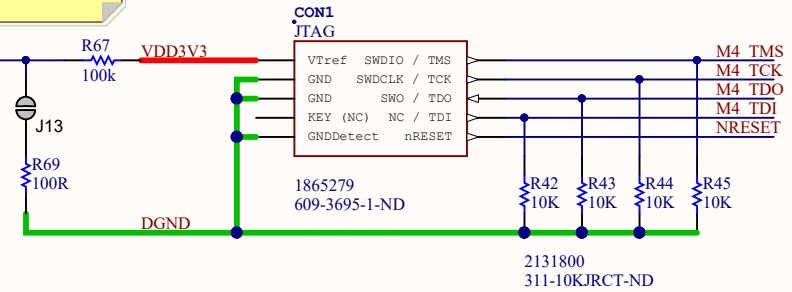 CON1
JTAG
R67
100k
VDD3V3
VTref SWDIO / TMS
GND SWDCLK / TCK
GND SWO / TDO
KEY (NC) NC / TDI
GNDDetect nRESET
M4_TMS
M4_TCK
M4_TDO
M4_TDI
NRESET
J13
R69
100R
1865279
609-3695-1-ND
R42
10K
R43
10K
R44
10K
R45
10K
DGND
2131800
311-10KJRCT-ND